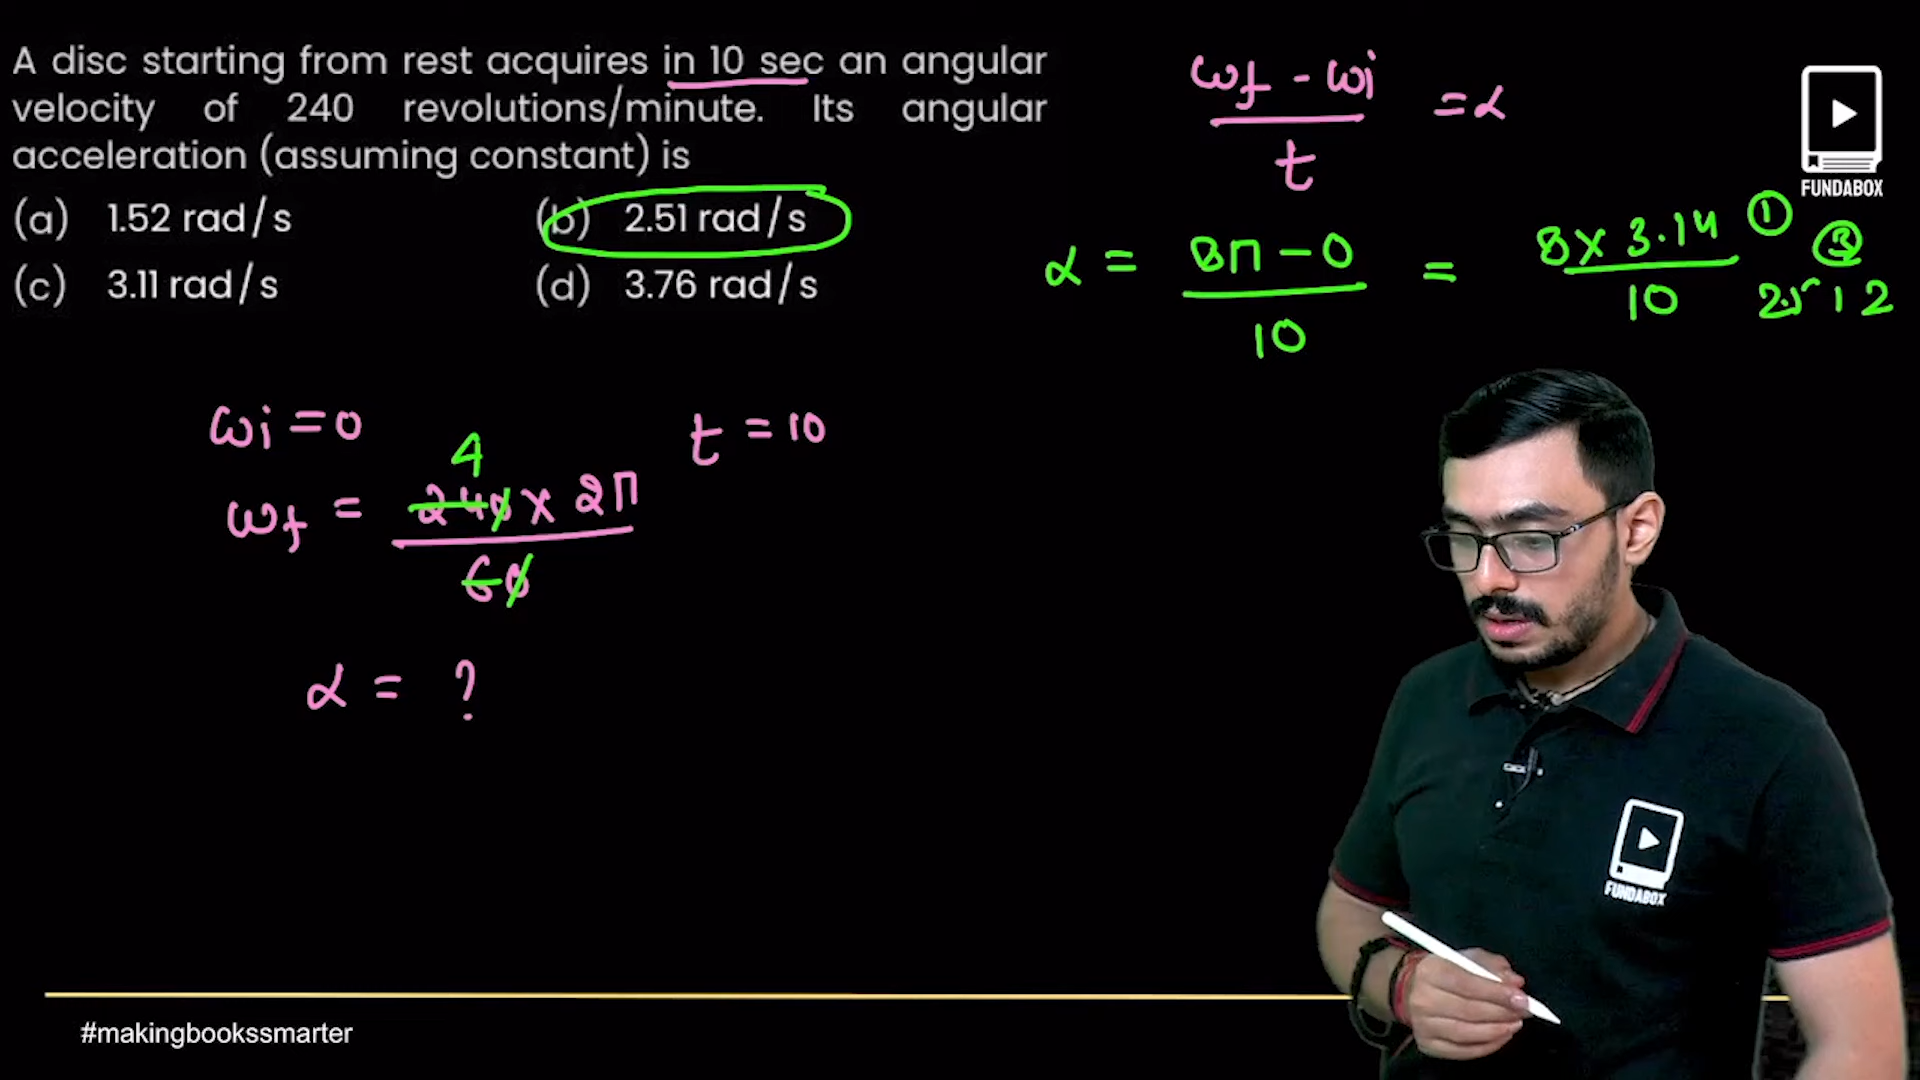 A disc starting from rest acquires in 10 sec an angular
velocity of 240 revolutions/minute. Its angular
acceleration (assuming constant) is
(a) 1.52 rad/s
(b) 2.51 rad/s
(c) 3.11 rad/s
(d) 3.76 rad/s
ωf - ωi
t
= α
FUNDABOX
α = 8π - 0
10
= 8 x 3.14
10
1
2.512
ωi = 0
t = 10
4
ωf = 240 x 2π
60
α = ?
FUNDABOX
#makingbookssmarter